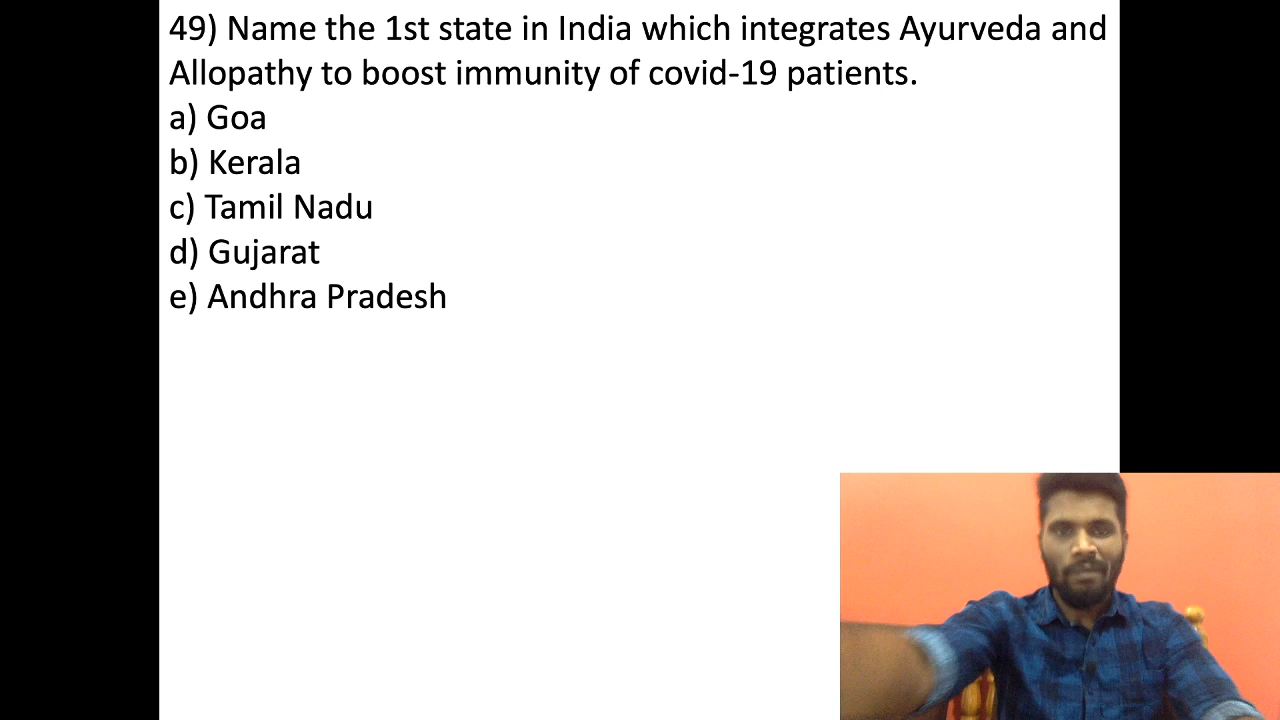 49) Name the 1st state in India which integrates Ayurveda and
Allopathy to boost immunity of covid-19 patients.
a) Goa
b) Kerala
c) Tamil Nadu
d) Gujarat
e) Andhra Pradesh